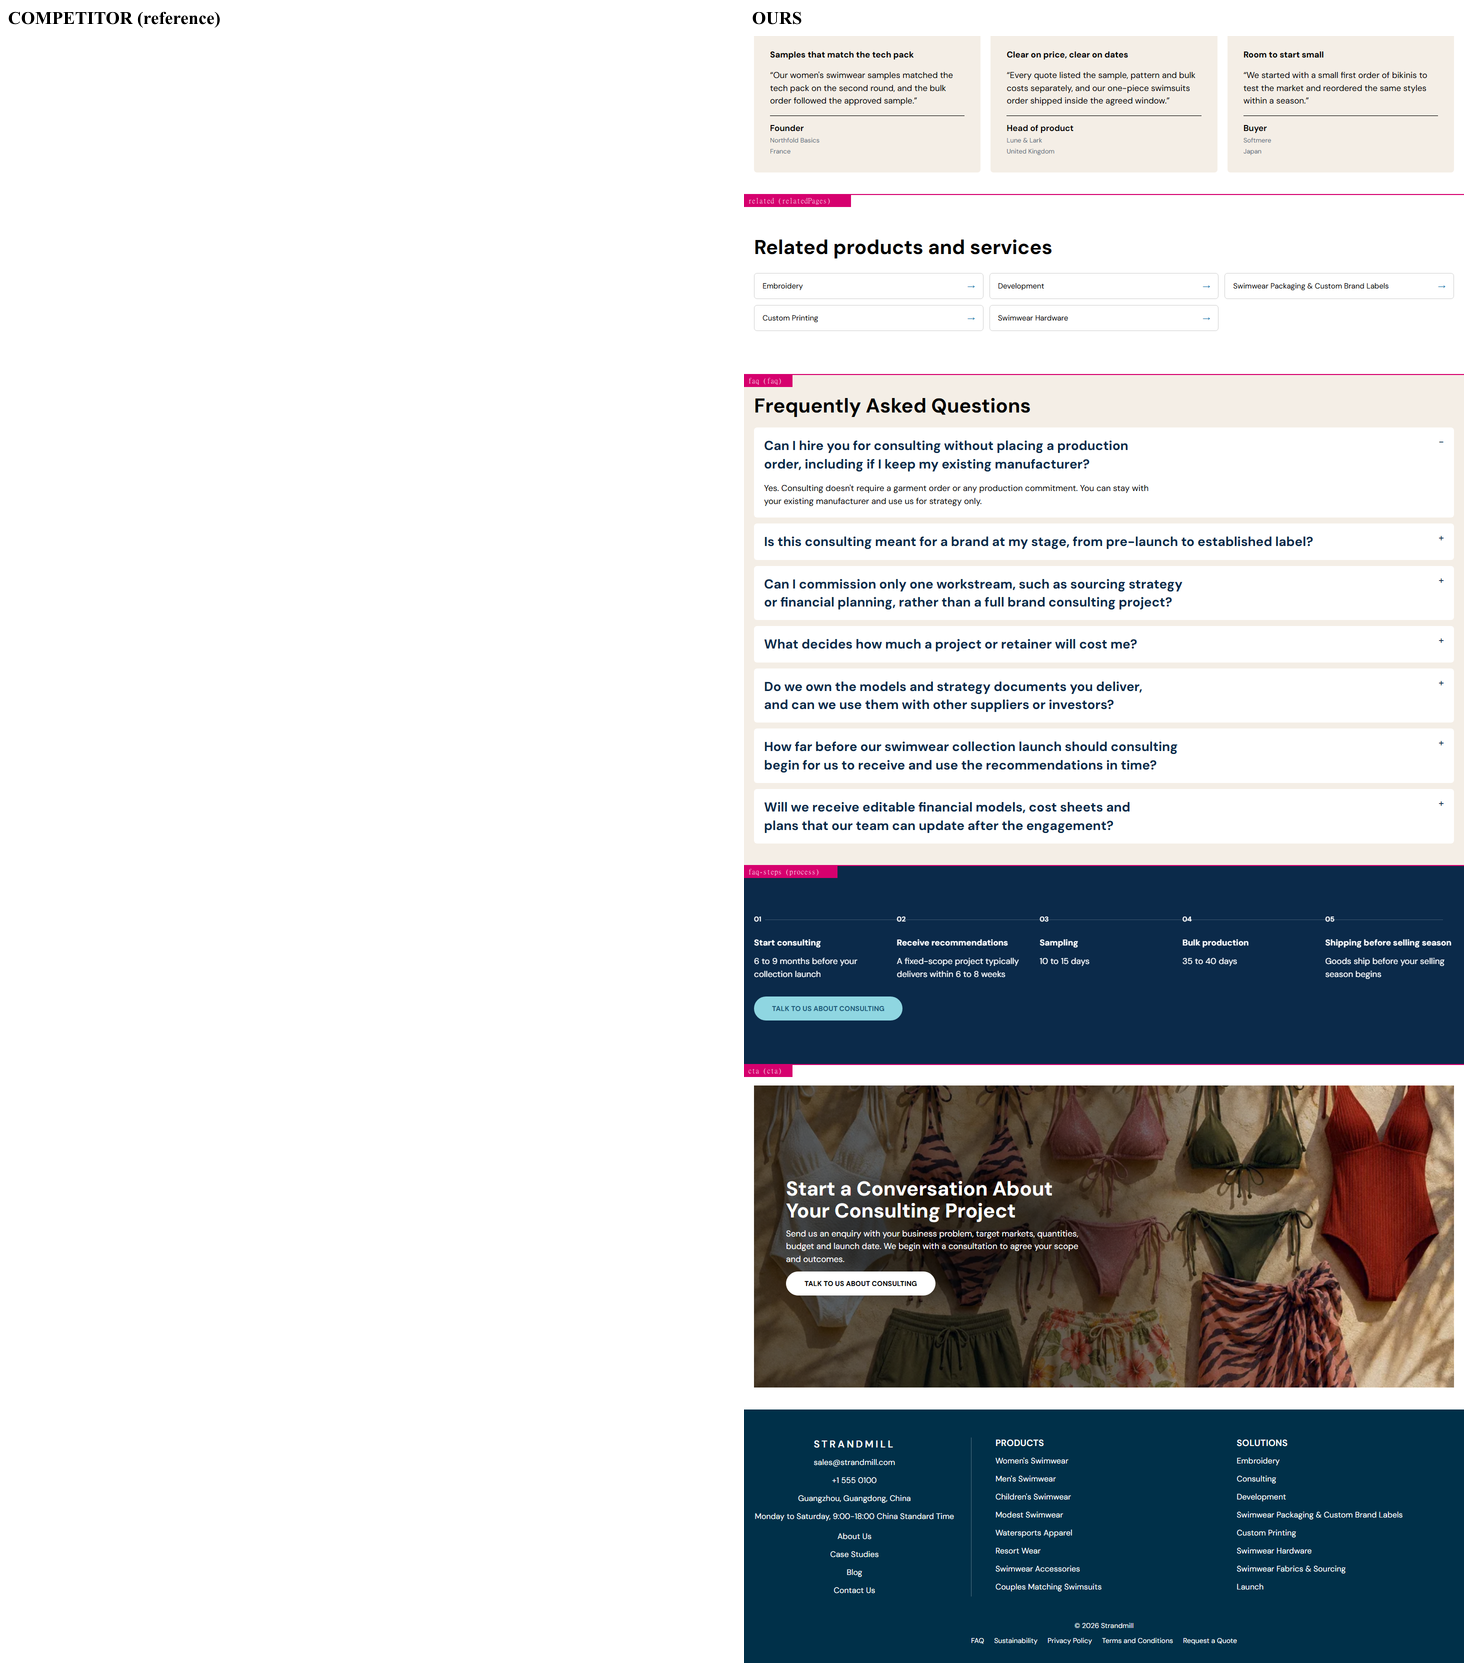 COMPETITOR (reference)
OURS
Samples that match the tech pack
“Our women's swimwear samples matched the
tech pack on the second round, and the bulk
order followed the approved sample.”
Founder
Northfold Basics
France
Clear on price, clear on dates
“Every quote listed the sample, pattern and bulk
costs separately, and our one-piece swimsuits
order shipped inside the agreed window.”
Head of product
Lune & Lark
United Kingdom
Room to start small
“We started with a small first order of bikinis to
test the market and reordered the same styles
within a season.”
Buyer
Softmere
Japan
related (relatedPages)
Related products and services
Embroidery →
Development →
Swimwear Packaging & Custom Brand Labels →
Custom Printing →
Swimwear Hardware →
faq (faq)
Frequently Asked Questions
Can I hire you for consulting without placing a production −
order, including if I keep my existing manufacturer?
Yes. Consulting doesn't require a garment order or any production commitment. You can stay with
your existing manufacturer and use us for strategy only.
Is this consulting meant for a brand at my stage, from pre-launch to established label? +
Can I commission only one workstream, such as sourcing strategy +
or financial planning, rather than a full brand consulting project?
What decides how much a project or retainer will cost me? +
Do we own the models and strategy documents you deliver, +
and can we use them with other suppliers or investors?
How far before our swimwear collection launch should consulting +
begin for us to receive and use the recommendations in time?
Will we receive editable financial models, cost sheets and +
plans that our team can update after the engagement?
faq-steps (process)
01
Start consulting
6 to 9 months before your
collection launch
02
Receive recommendations
A fixed-scope project typically
delivers within 6 to 8 weeks
03
Sampling
10 to 15 days
04
Bulk production
35 to 40 days
05
Shipping before selling season
Goods ship before your selling
season begins
TALK TO US ABOUT CONSULTING
cta (cta)
Start a Conversation About
Your Consulting Project
Send us an enquiry with your business problem, target markets, quantities,
budget and launch date. We begin with a consultation to agree your scope
and outcomes.
TALK TO US ABOUT CONSULTING
STRANDMILL
sales@strandmill.com
+1 555 0100
Guangzhou, Guangdong, China
Monday to Saturday, 9:00-18:00 China Standard Time
About Us
Case Studies
Blog
Contact Us
PRODUCTS
Women's Swimwear
Men's Swimwear
Children's Swimwear
Modest Swimwear
Watersports Apparel
Resort Wear
Swimwear Accessories
Couples Matching Swimsuits
SOLUTIONS
Embroidery
Consulting
Development
Swimwear Packaging & Custom Brand Labels
Custom Printing
Swimwear Hardware
Swimwear Fabrics & Sourcing
Launch
© 2026 Strandmill
FAQ Sustainability Privacy Policy Terms and Conditions Request a Quote